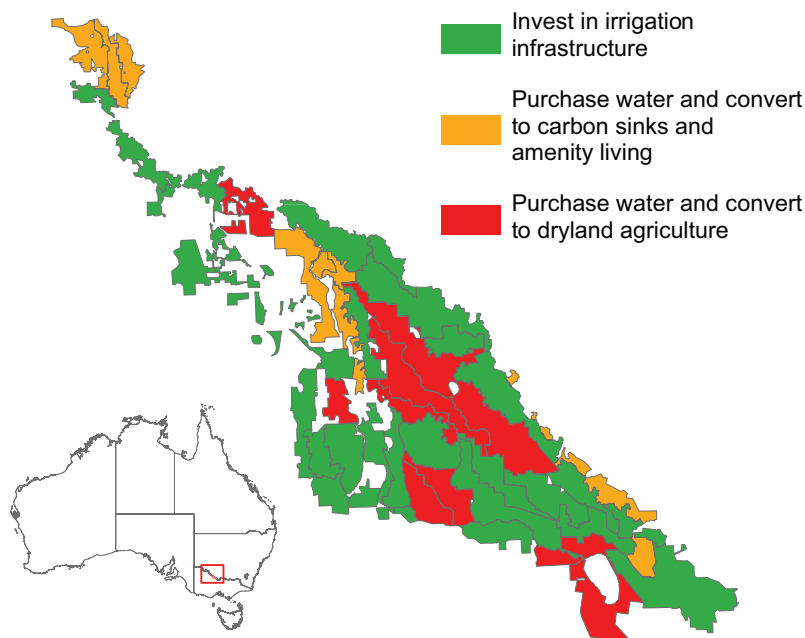 Invest in irrigation
infrastructure
Purchase water and convert
to carbon sinks and
amenity living
Purchase water and convert
to dryland agriculture